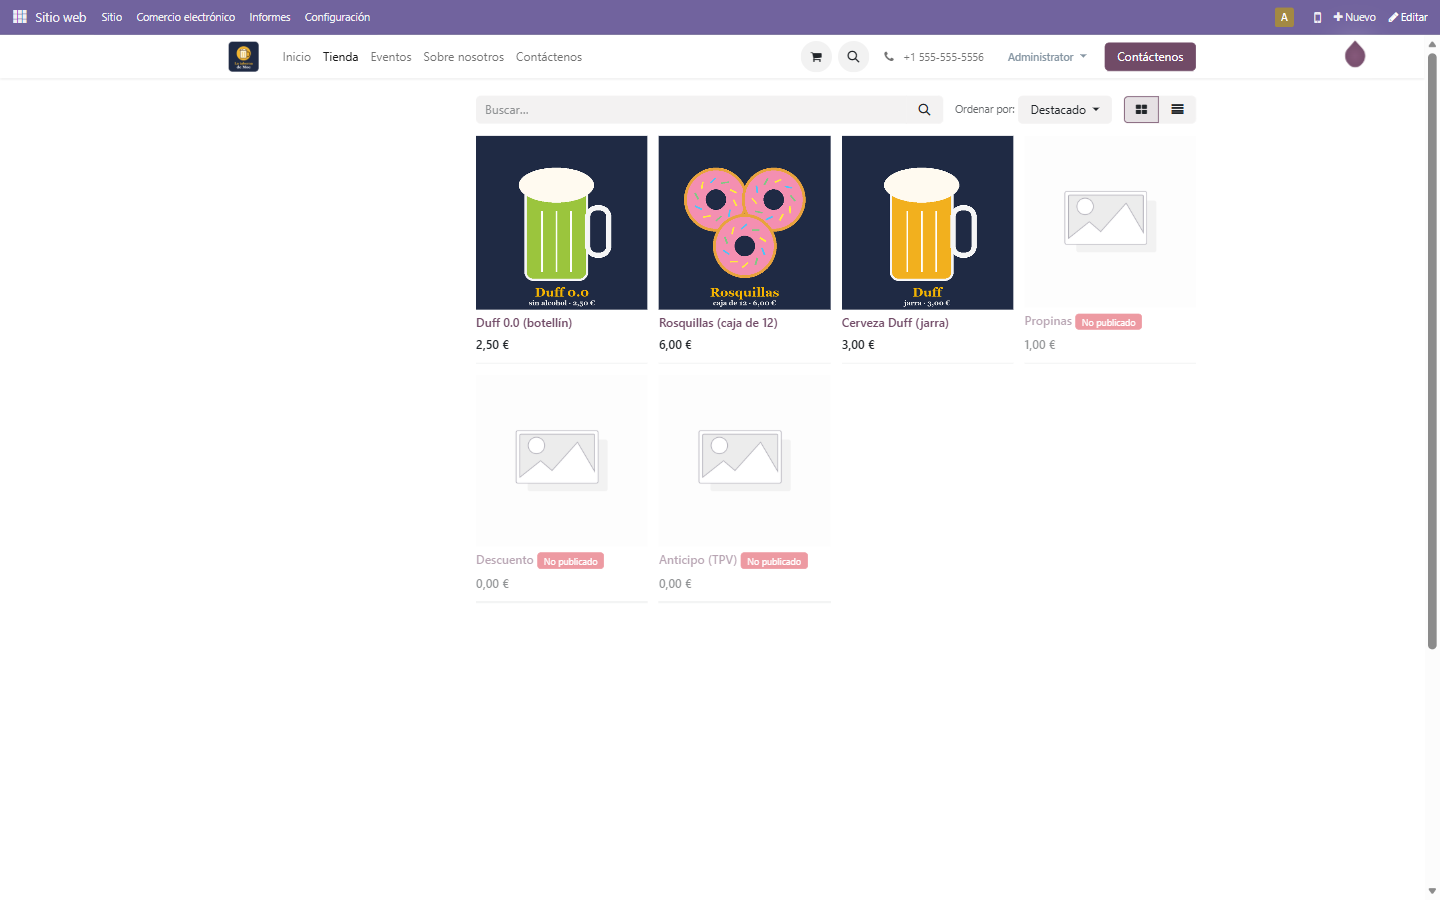 Sitio web Sitio Comercio electrónico Informes Configuración A Nuevo Editar
Inicio Tienda Eventos Sobre nosotros Contáctenos +1 555-555-5556 Administrator Contáctenos
Buscar... Ordenar por: Destacado
Duff 0.0
sin alcohol · 2,50 €
Rosquillas
caja de 12 · 6,00 €
Duff
jarra · 3,00 €
Duff 0.0 (botellín)
2,50 €
Rosquillas (caja de 12)
6,00 €
Cerveza Duff (jarra)
3,00 €
Propinas No publicado
1,00 €
Descuento No publicado
0,00 €
Anticipo (TPV) No publicado
0,00 €